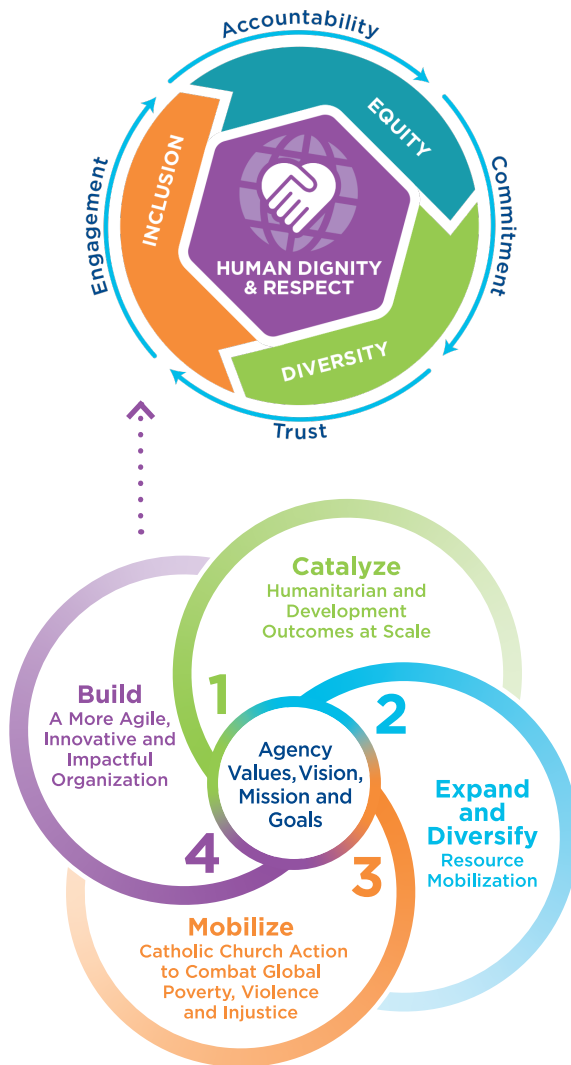 Accountability
EQUITY
Commitment
INCLUSION
Engagement
HUMAN DIGNITY
& RESPECT
DIVERSITY
Trust
Catalyze
Humanitarian and
Development
Outcomes at Scale
1
2
Build
A More Agile,
Innovative and
Impactful
Organization
4
Agency
Values, Vision,
Mission and
Goals
Expand
and
Diversify
Resource
Mobilization
3
Mobilize
Catholic Church Action
to Combat Global
Poverty, Violence
and Injustice